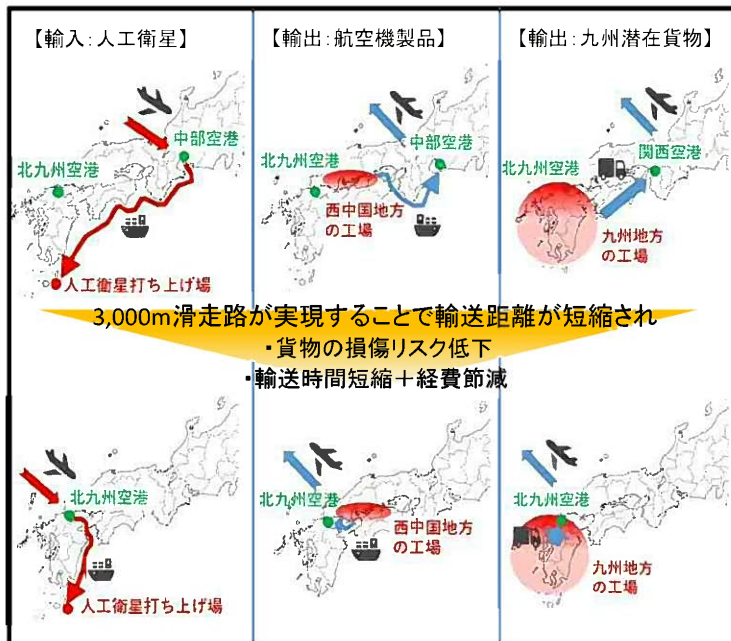 【輸入:人工衛星】
中部空港
北九州空港
人工衛星打ち上げ場
【輸出:航空機製品】
中部空港
北九州空港
西中国地方
の工場
【輸出:九州潜在貨物】
関西空港
北九州空港
九州地方
の工場
3,000m滑走路が実現することで輸送距離が短縮され
・貨物の損傷リスク低下
・輸送時間短縮+経費節減
北九州空港
人工衛星打ち上げ場
北九州空港
西中国地方
の工場
北九州空港
九州地方
の工場